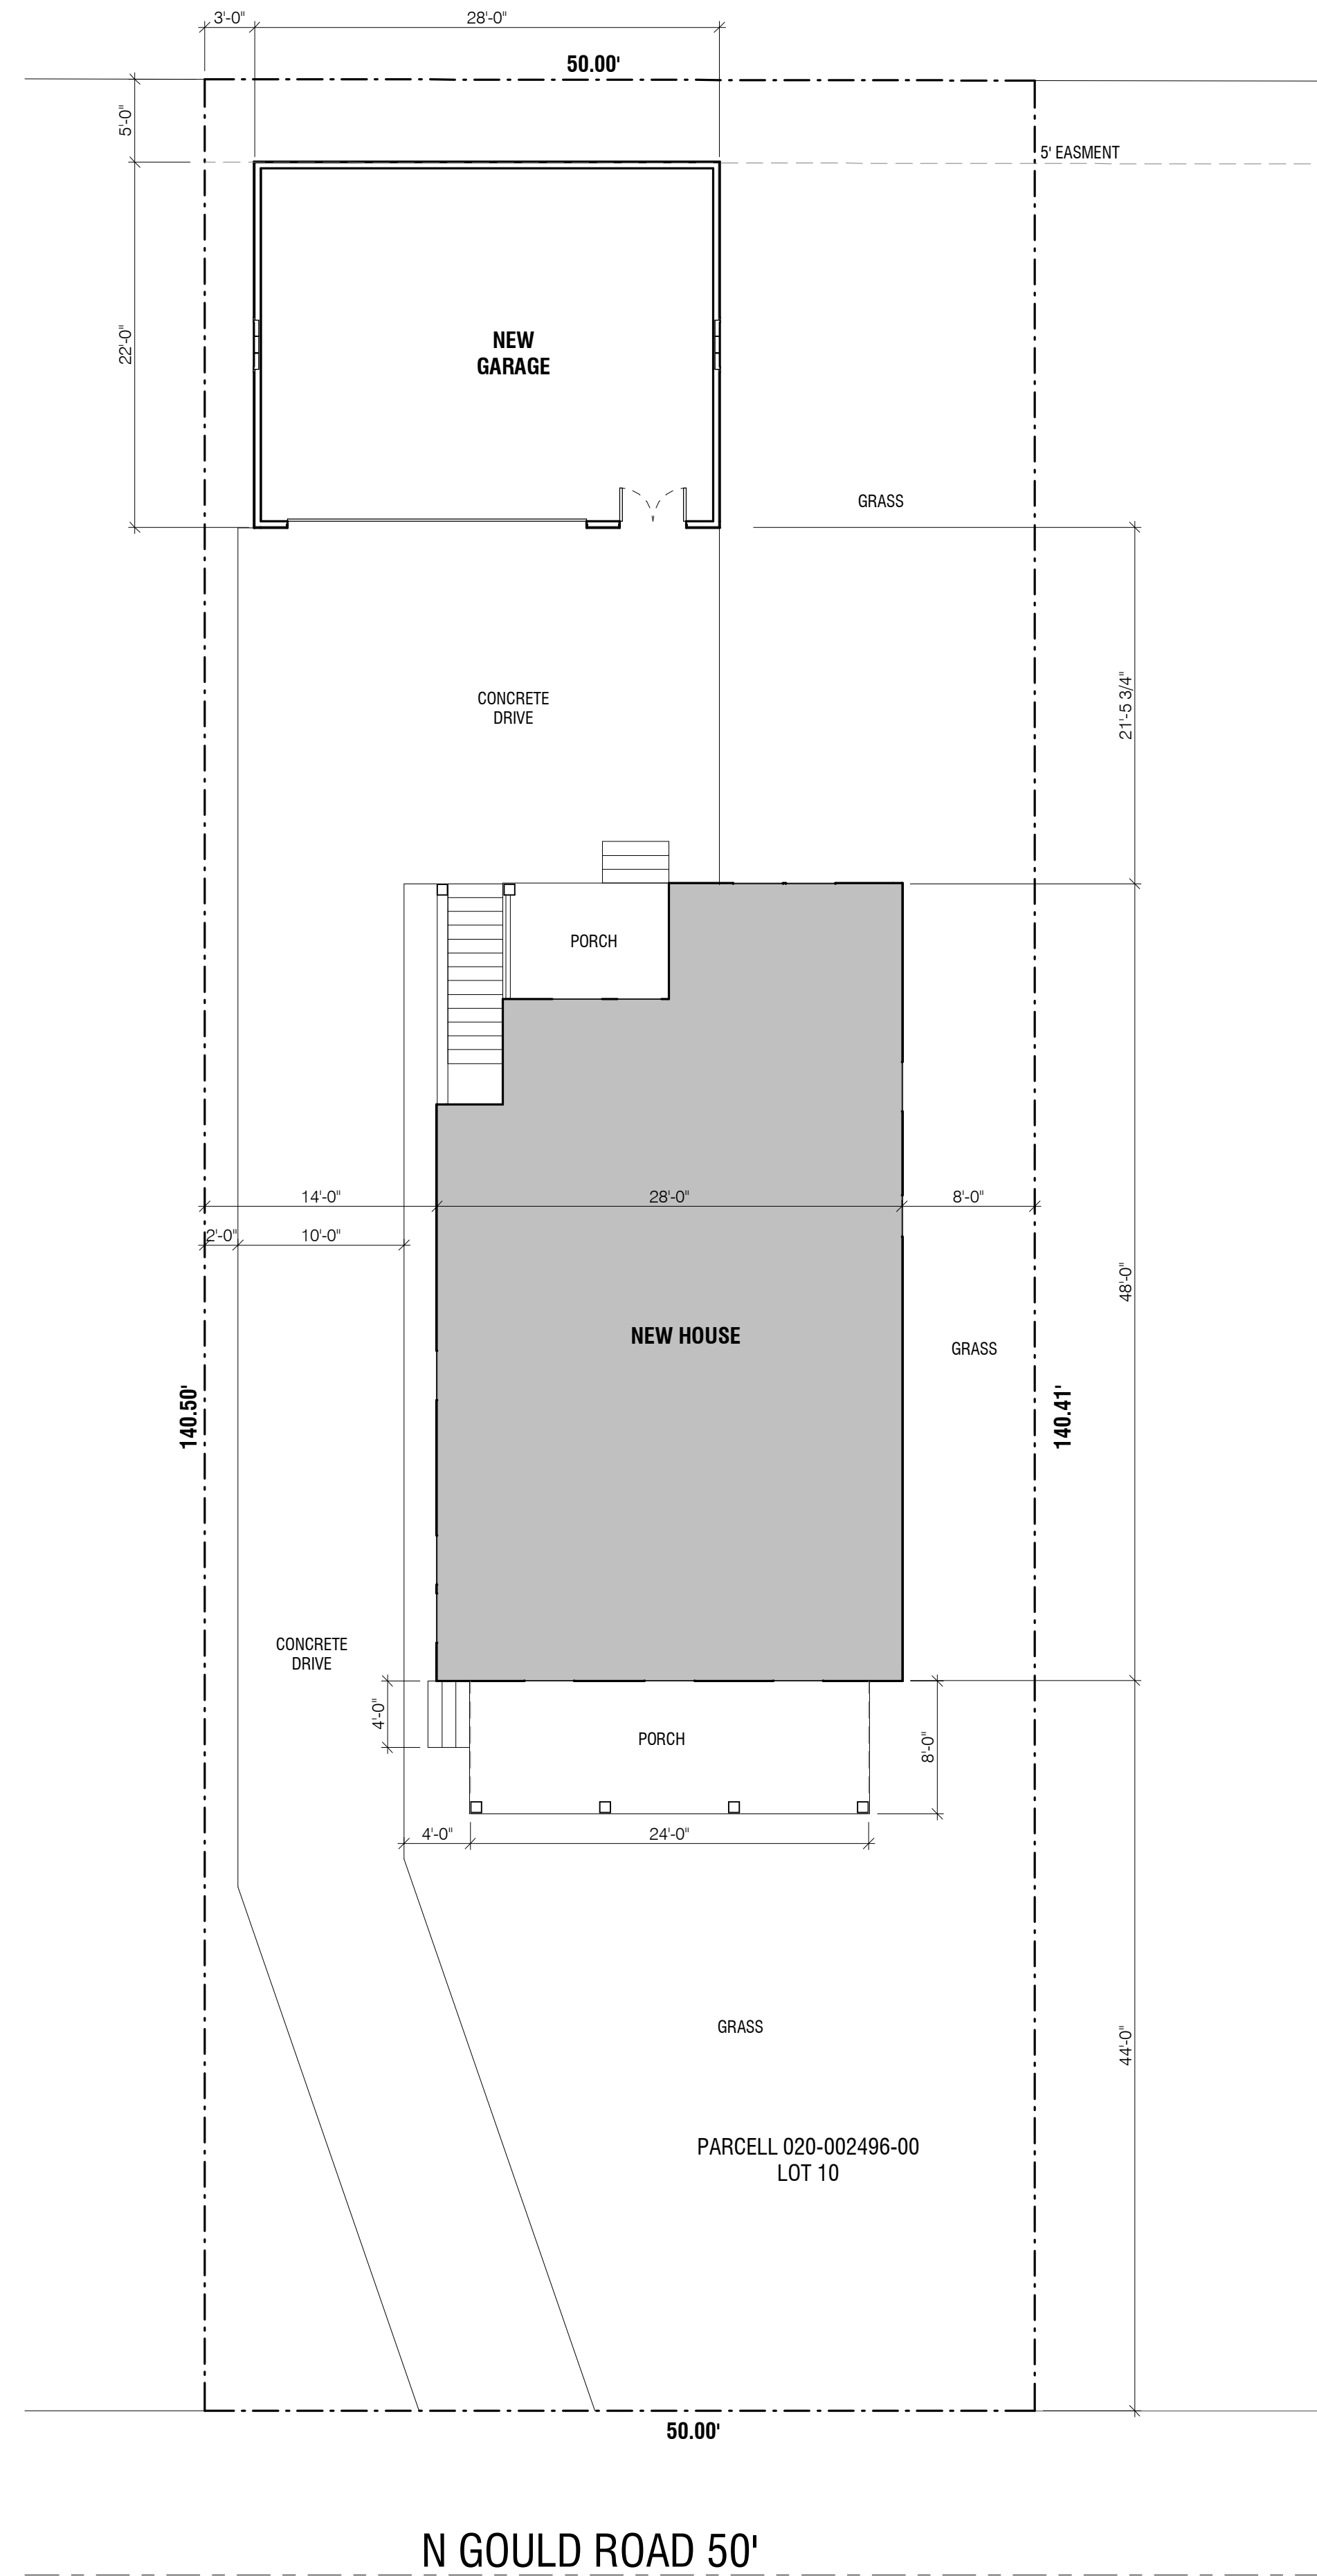 3'-0"
28'-0"
50.00'
5'-0"
5' EASMENT
22'-0"
NEW
GARAGE
GRASS
21'-5 3/4"
CONCRETE
DRIVE
PORCH
14'-0"
28'-0"
8'-0"
2'-0"
10'-0"
48'-0"
NEW HOUSE
GRASS
140.50'
140.41'
CONCRETE
DRIVE
4'-0"
PORCH
8'-0"
4'-0"
24'-0"
GRASS
44'-0"
PARCELL 020-002496-00
LOT 10
50.00'
N GOULD ROAD 50'